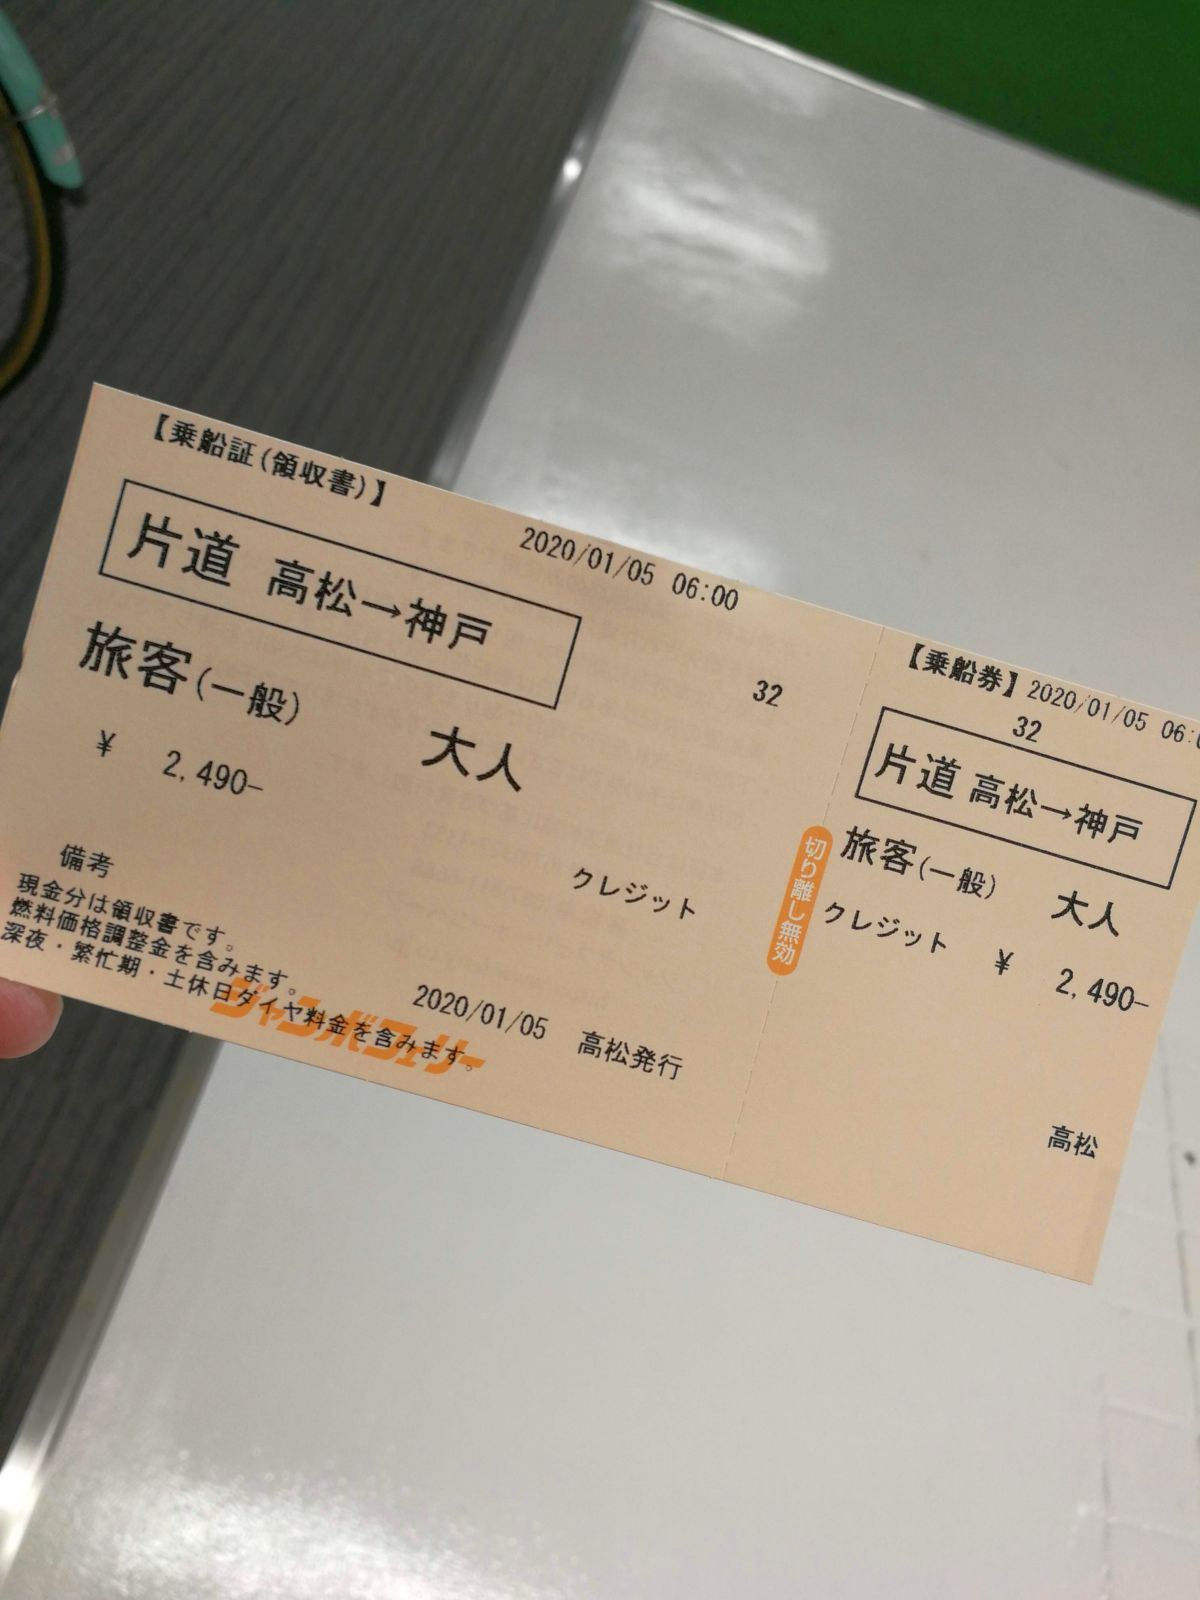 【乗船証(領収書)】
2020/01/05 06:00
片道 高松→神戸
32
旅客(一般)
大人
¥ 2,490-
クレジット
備考
現金分は領収書です。
燃料価格調整金を含みます。
深夜・繁忙期・土休日ダイヤ料金を含みます。
ジャンボフェリー
2020/01/05 高松発行
切り離し無効
【乗船券】2020/01/05
32
片道 高松→神戸
旅客(一般)
大人
クレジット ¥ 2,490-
高松